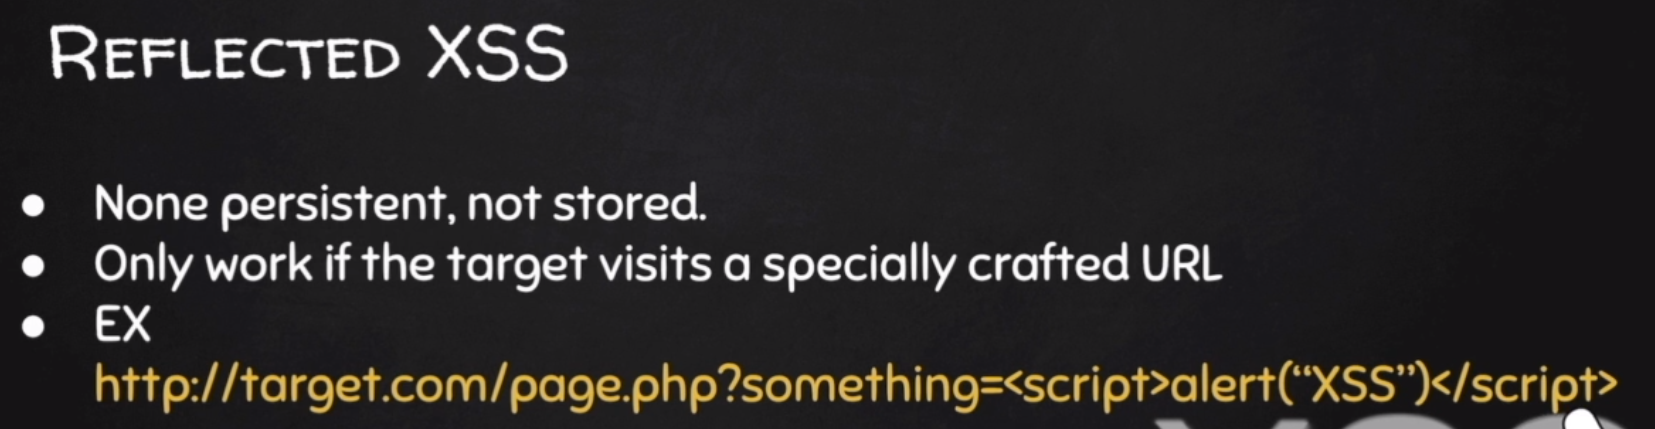 REFLECTED XSS
● None persistent, not stored.
● Only work if the target visits a specially crafted URL
● EX
http://target.com/page.php?something=<script>alert(“XSS”)</script>